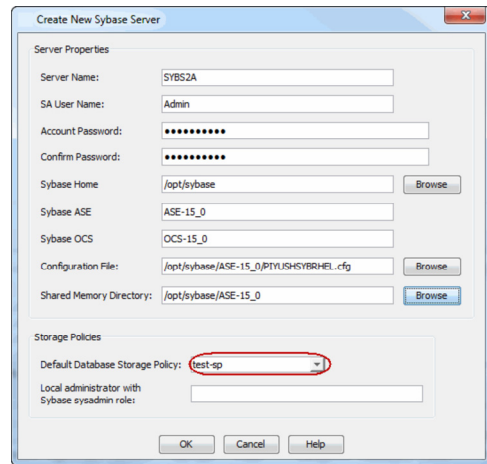 Create New Sybase Server
Server Properties
Server Name: SYBS2A
SA User Name: Admin
Account Password: ●●●●●●●●●●
Confirm Password: ●●●●●●●●●●
Sybase Home /opt/sybase Browse
Sybase ASE ASE-15_0
Sybase OCS OCS-15_0
Configuration File: /opt/sybase/ASE-15_0/PIYUSHSYBRHEL.cfg Browse
Shared Memory Directory: /opt/sybase/ASE-15_0 Browse
Storage Policies
Default Database Storage Policy: test-sp
Local administrator with
Sybase sysadmin role:
OK Cancel Help